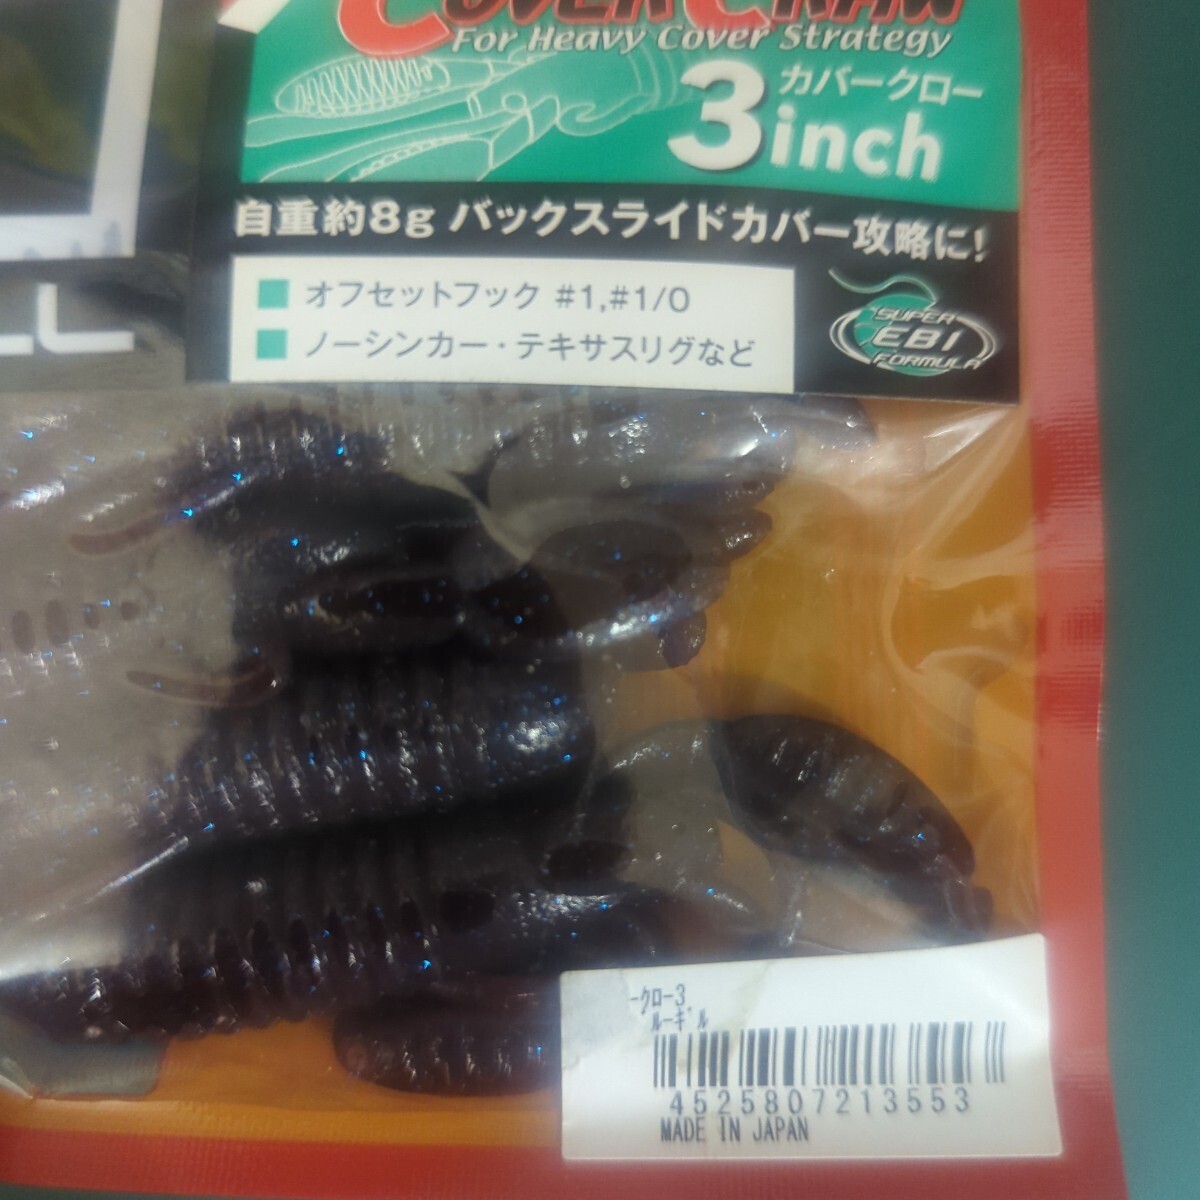 COVER CRAW
For Heavy Cover Strategy
カバークロー
3inch
自重約8g バックスライドカバー攻略に!
オフセットフック #1,#1/0
ノーシンカー・テキサスリグなど
SUPER
EBI
FORMULA
LL
ークロー3
ルーギル
4525807213553
MADE IN JAPAN